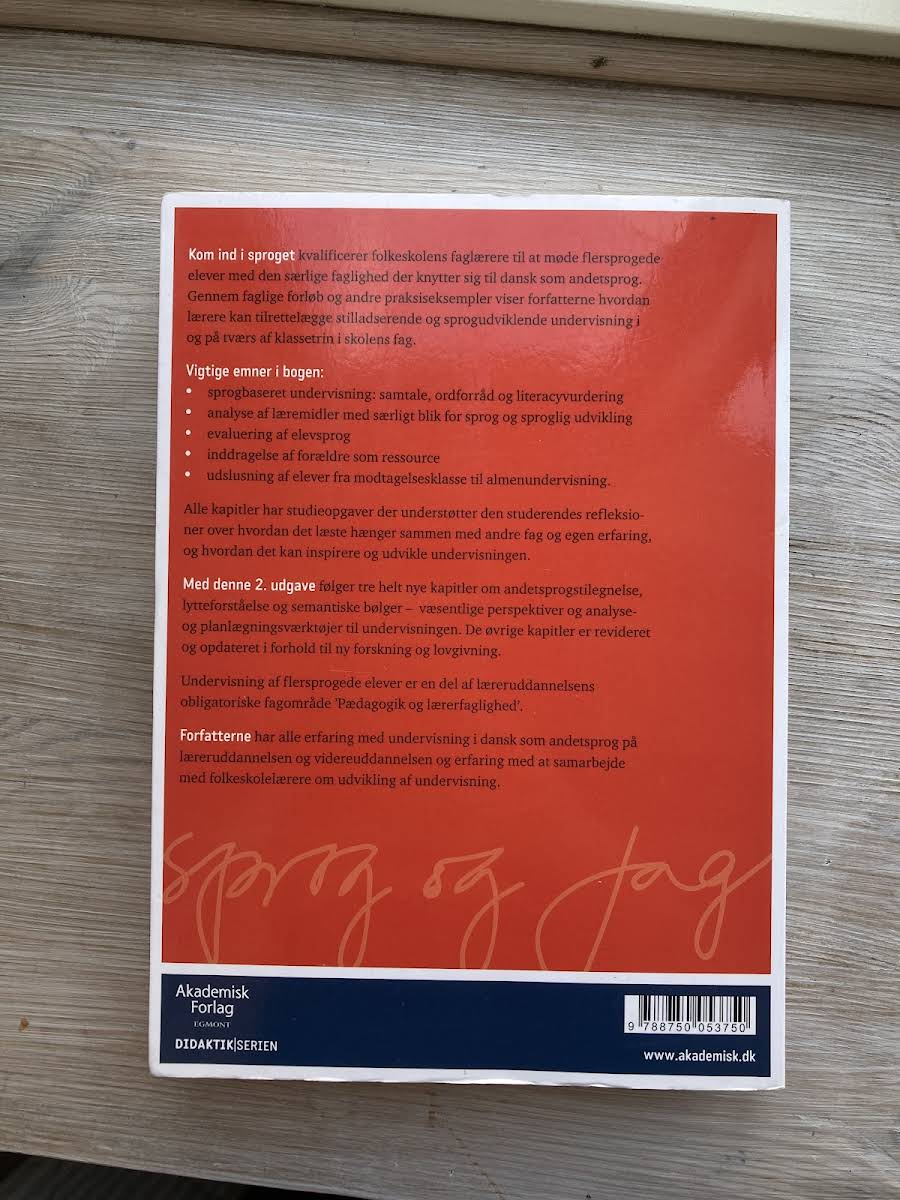 Kom ind i sproget kvalificerer folkeskolens faglærere til at møde flersprogede
elever med den særlige faglighed der knytter sig til dansk som andetsprog.
Gennem faglige forløb og andre praksiseksempler viser forfatterne hvordan
lærere kan tilrettelægge stilladserende og sprogudviklende undervisning i
og på tværs af klassetrin i skolens fag.
Vigtige emner i bogen:
• sprogbaseret undervisning: samtale, ordforråd og literacyvurdering
• analyse af læremidler med særligt blik for sprog og sproglig udvikling
• evaluering af elevsprog
• inddragelse af forældre som ressource
• udslusning af elever fra modtagelsesklasse til almenundervisning.
Alle kapitler har studieopgaver der understøtter den studerendes refleksio-
ner over hvordan det læste hænger sammen med andre fag og egen erfaring,
og hvordan det kan inspirere og udvikle undervisningen.
Med denne 2. udgave følger tre helt nye kapitler om andetsprogstilegnelse,
lytteforståelse og semantiske bølger – væsentlige perspektiver og analyse-
og planlægningsværktøjer til undervisningen. De øvrige kapitler er revideret
og opdateret i forhold til ny forskning og lovgivning.
Undervisning af flersprogede elever er en del af læreruddannelsens
obligatoriske fagområde 'Pædagogik og lærerfaglighed'.
Forfatterne har alle erfaring med undervisning i dansk som andetsprog på
læreruddannelsen og videreuddannelsen og erfaring med at samarbejde
med folkeskolelærere om udvikling af undervisning.
sprog og fag
Akademisk
Forlag
EGMONT
DIDAKTIK|SERIEN
9 788750 053750
www.akademisk.dk